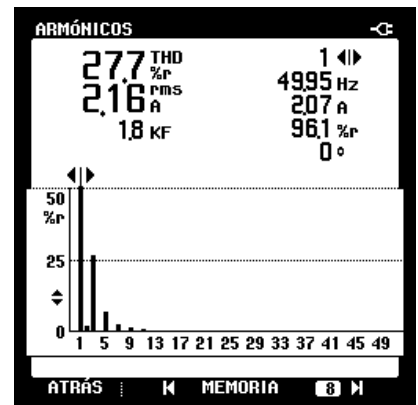 ARMÓNICOS
27,7 THD %r
2,16 rms A
1,8 KF
1
49,95 Hz
2,07 A
96,1 %r
0 °
50
%r
25
0
1 5 9 13 17 21 25 29 33 37 41 45 49
ATRÁS MEMORIA 8